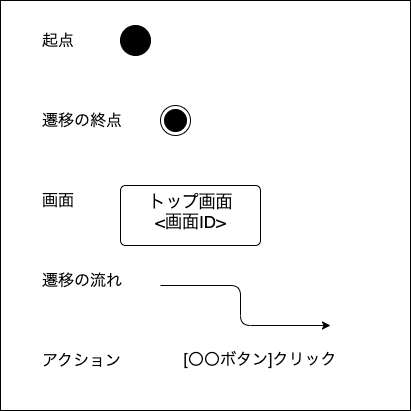 起点
遷移の終点
画面
トップ画面
<画面ID>
遷移の流れ
アクション
[〇〇ボタン]クリック